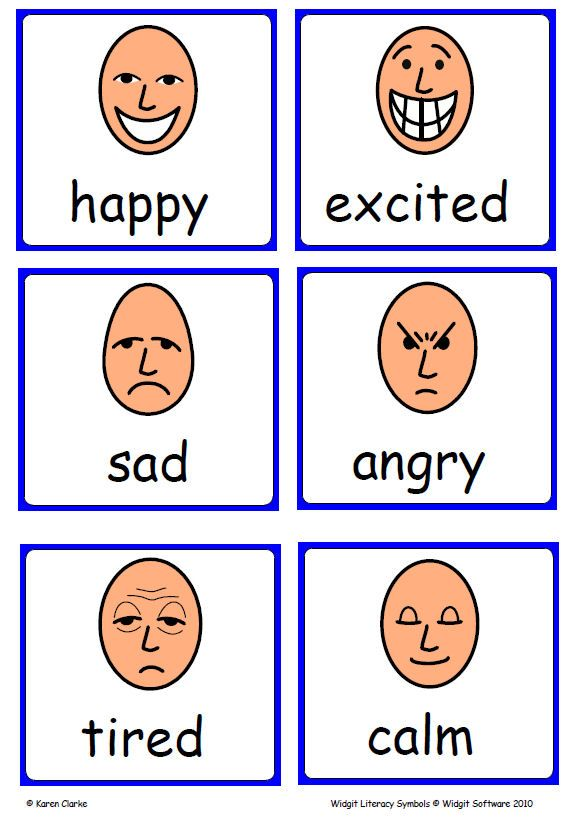 happy
excited
sad
angry
tired
calm
© Karen Clarke
Widgit Literacy Symbols © Widgit Software 2010